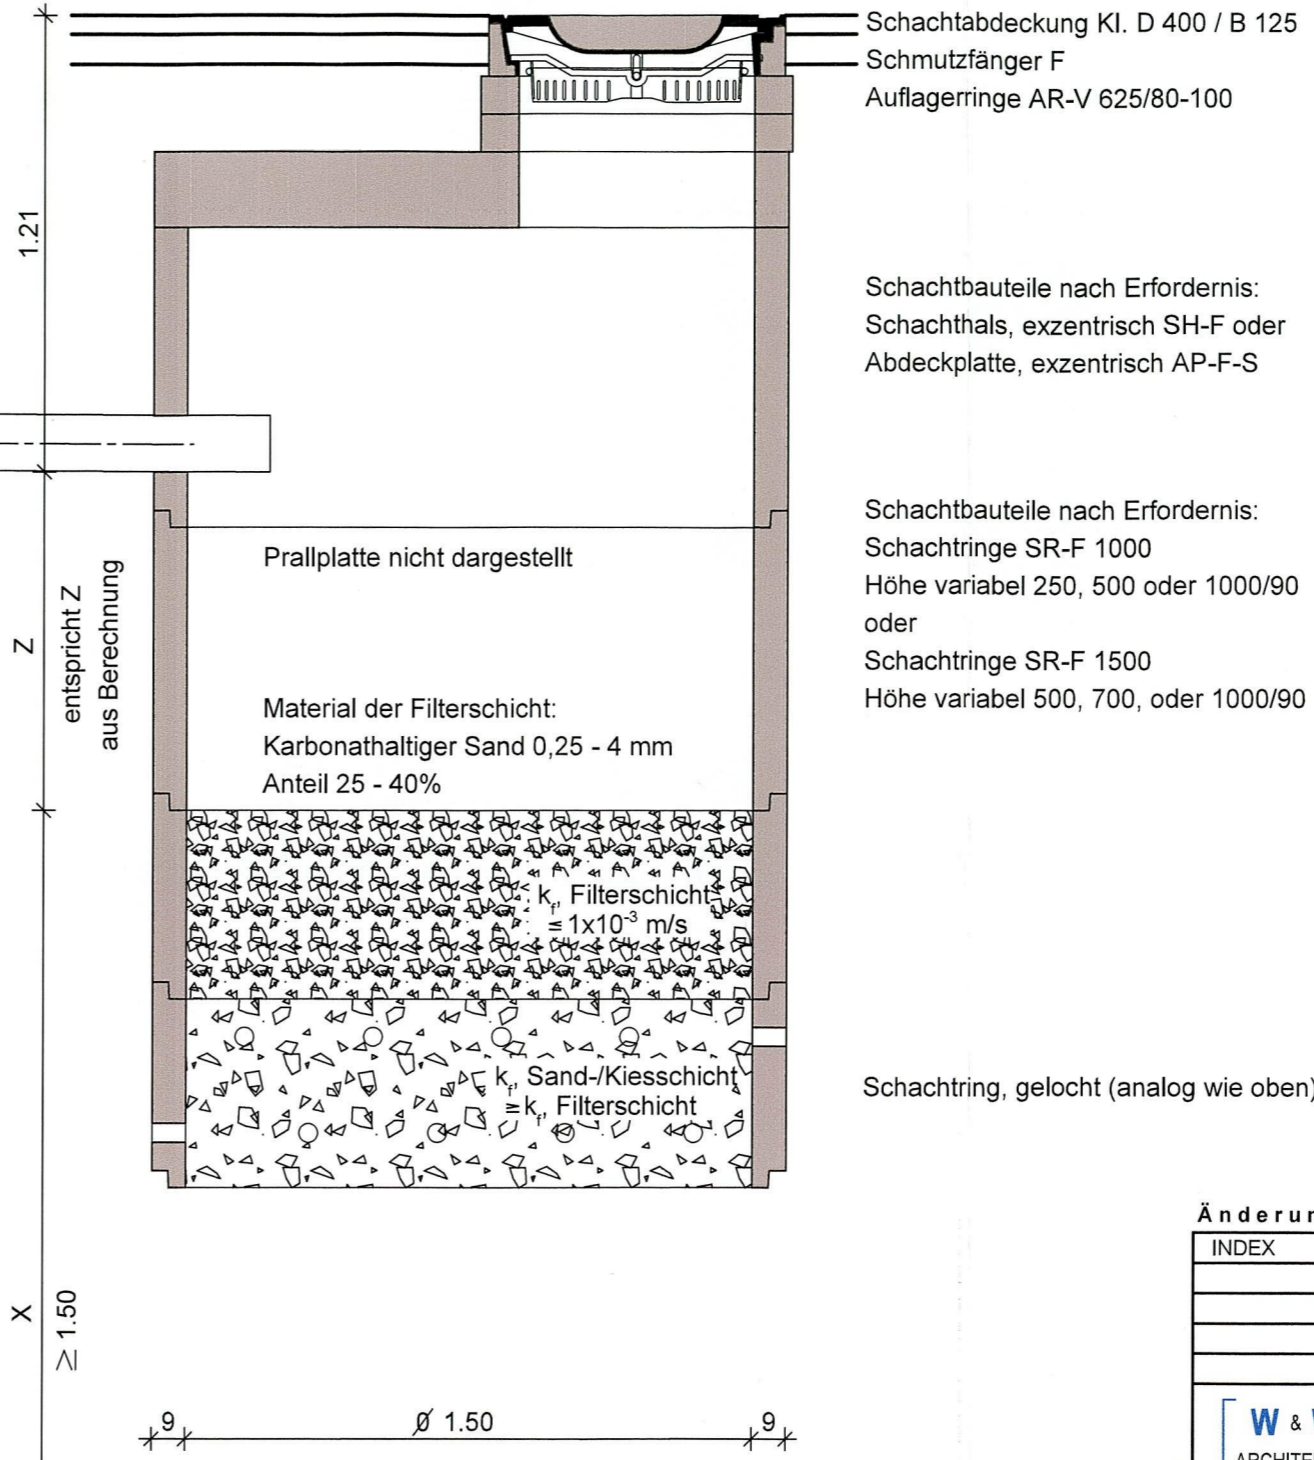 Schachtabdeckung Kl. D 400 / B 125
Schmutzfänger F
Auflagerringe AR-V 625/80-100
1.21
Schachtbauteile nach Erfordernis:
Schachthals, exzentrisch SH-F oder
Abdeckplatte, exzentrisch AP-F-S
Schachtbauteile nach Erfordernis:
Schachtringe SR-F 1000
Höhe variabel 250, 500 oder 1000/90
oder
Schachtringe SR-F 1500
Höhe variabel 500, 700, oder 1000/90
Prallplatte nicht dargestellt
Z
entspricht Z
aus Berechnung
Material der Filterschicht:
Karbonathaltiger Sand 0,25 - 4 mm
Anteil 25 - 40%
kf, Filterschicht
≤ 1x10⁻³ m/s
kf, Sand-/Kiesschicht
≥ kf, Filterschicht
Schachtring, gelocht (analog wie oben)
X
≥ 1.50
9
Ø 1.50
9
Änderun
INDEX
W &
ARCHITE